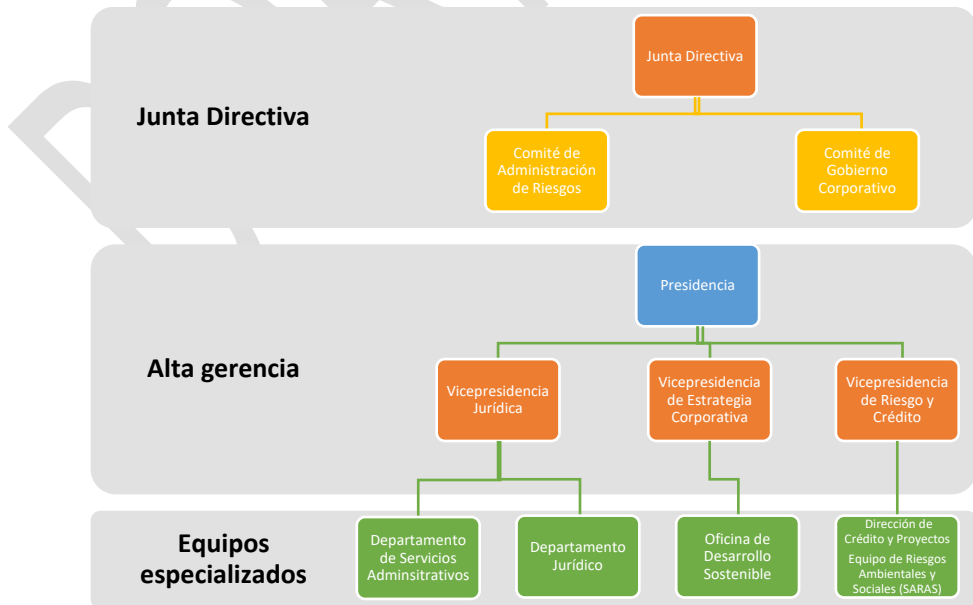 Junta Directiva
Junta Directiva
Comité de
Administración
de Riesgos
Comité de
Gobierno
Corporativo
Alta gerencia
Presidencia
Vicepresidencia
Jurídica
Vicepresidencia
de Estrategia
Corporativa
Vicepresidencia
de Riesgo y
Crédito
Equipos
especializados
Departamento
de Servicios
Adminsitrativos
Departamento
Jurídico
Oficina de
Desarrollo
Sostenible
Dirección de
Crédito y Proyectos
Equipo de Riesgos
Ambientales y
Sociales (SARAS)